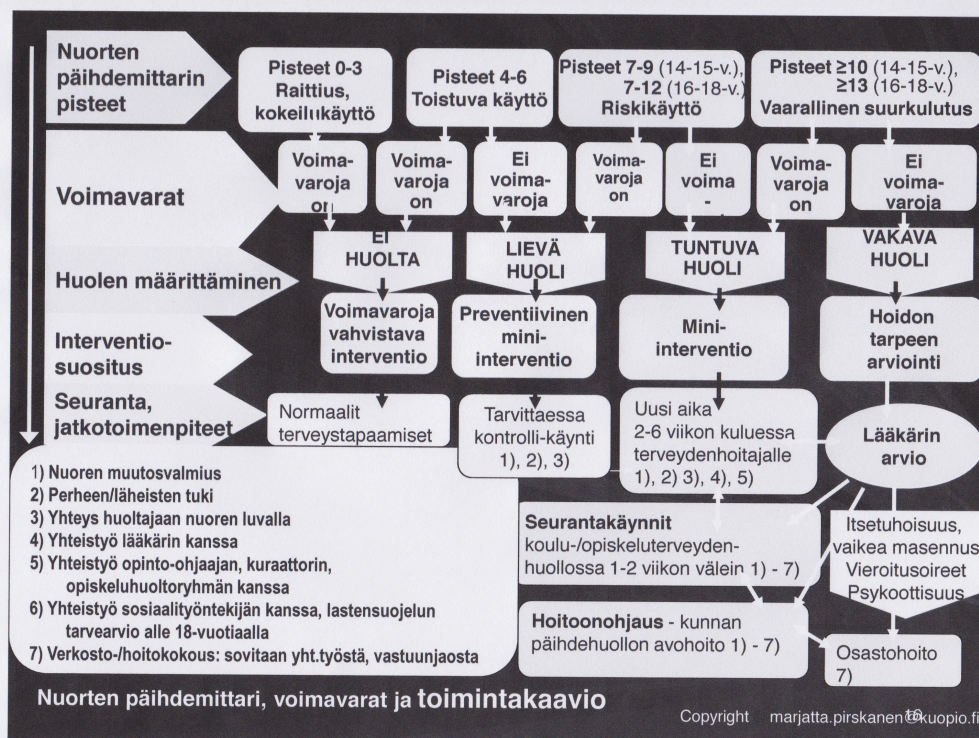 Nuorten
päihdemittarin
pisteet
Pisteet 0-3
Raittius,
kokeilukäyttö
Pisteet 4-6
Toistuva käyttö
Pisteet 7-9 (14-15-v.),
7-12 (16-18-v.)
Riskikäyttö
Pisteet ≥10 (14-15-v.),
≥13 (16-18-v.)
Vaarallinen suurkulutus
Voimavarat
Voima-
varoja
on
Voima-
varoja
on
Ei
voima-
varoja
Voima-
varoja
on
Ei
voima
-
Voima-
varoja
on
Ei
voima-
varoja
Huolen määrittäminen
EI
HUOLTA
LIEVÄ
HUOLI
TUNTUVA
HUOLI
VAKAVA
HUOLI
Interventio-
suositus
Voimavaroja
vahvistava
interventio
Preventiivinen
mini-
interventio
Mini-
interventio
Hoidon
tarpeen
arviointi
Seuranta,
jatkotoimenpiteet
Normaalit
terveystapaamiset
Tarvittaessa
kontrolli-käynti
1), 2), 3)
Uusi aika
2-6 viikon kuluessa
terveydenhoitajalle
1), 2) 3), 4), 5)
Lääkärin
arvio
1) Nuoren muutosvalmius
2) Perheen/läheisten tuki
3) Yhteys huoltajaan nuoren luvalla
4) Yhteistyö lääkärin kanssa
5) Yhteistyö opinto-ohjaajan, kuraattorin,
opiskeluhuoltoryhmän kanssa
6) Yhteistyö sosiaalityöntekijän kanssa, lastensuojelun
tarvearvio alle 18-vuotiaalla
7) Verkosto-/hoitokokous: sovitaan yht.työstä, vastuunjaosta
Seurantakäynnit
koulu-/opiskeluterveyden-
huollossa 1-2 viikon välein 1) - 7)
Itsetuhoisuus,
vaikea masennus
Vieroitusoireet
Psykoottisuus
Hoitoonohjaus - kunnan
päihdehuollon avohoito 1) - 7)
Osastohoito
7)
Nuorten päihdemittari, voimavarat ja toimintakaavio
Copyright marjatta.pirskanen@kuopio.fi
16